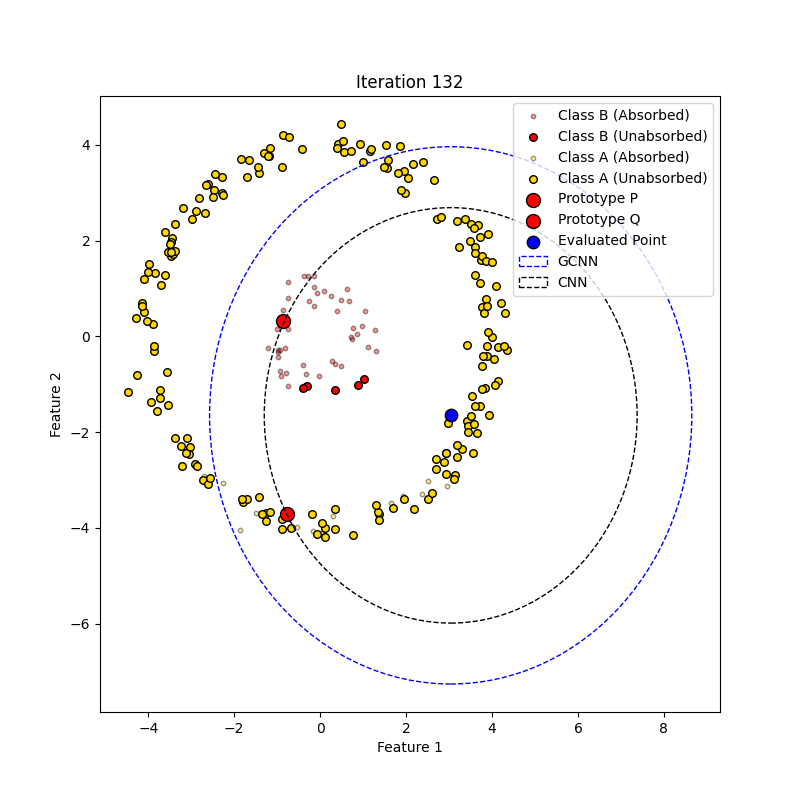 Iteration 132
Class B (Absorbed)
Class B (Unabsorbed)
Class A (Absorbed)
Class A (Unabsorbed)
Prototype P
Prototype Q
Evaluated Point
GCNN
CNN
4
2
0
−2
−4
−6
Feature 2
−4
−2
0
2
4
6
8
Feature 1